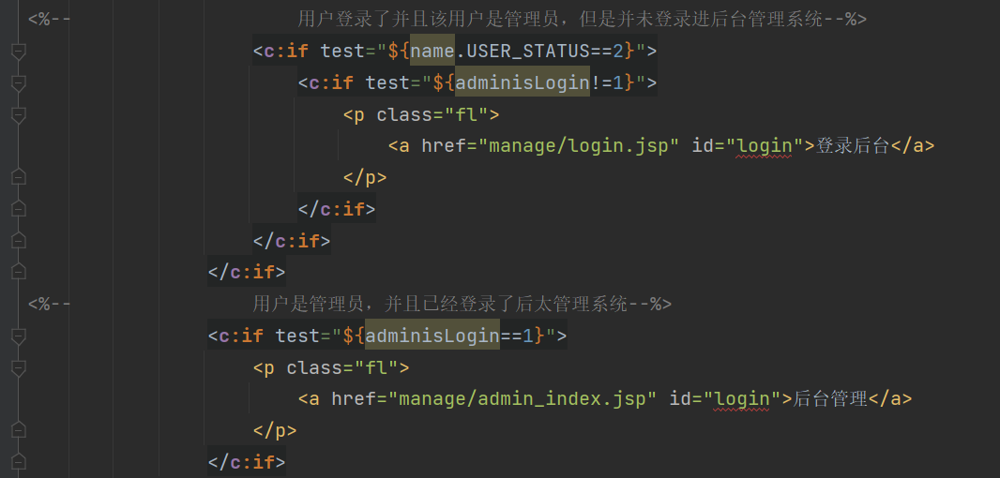 <%-- 用户登录了并且该用户是管理员，但是并未登录进后台管理系统--%>
<c:if test="${name.USER_STATUS==2}">
<c:if test="${adminisLogin!=1}">
<p class="fl">
<a href="manage/login.jsp" id="login">登录后台</a>
</p>
</c:if>
</c:if>
</c:if>
<%-- 用户是管理员，并且已经登录了后太管理系统--%>
<c:if test="${adminisLogin==1}">
<p class="fl">
<a href="manage/admin_index.jsp" id="login">后台管理</a>
</p>
</c:if>